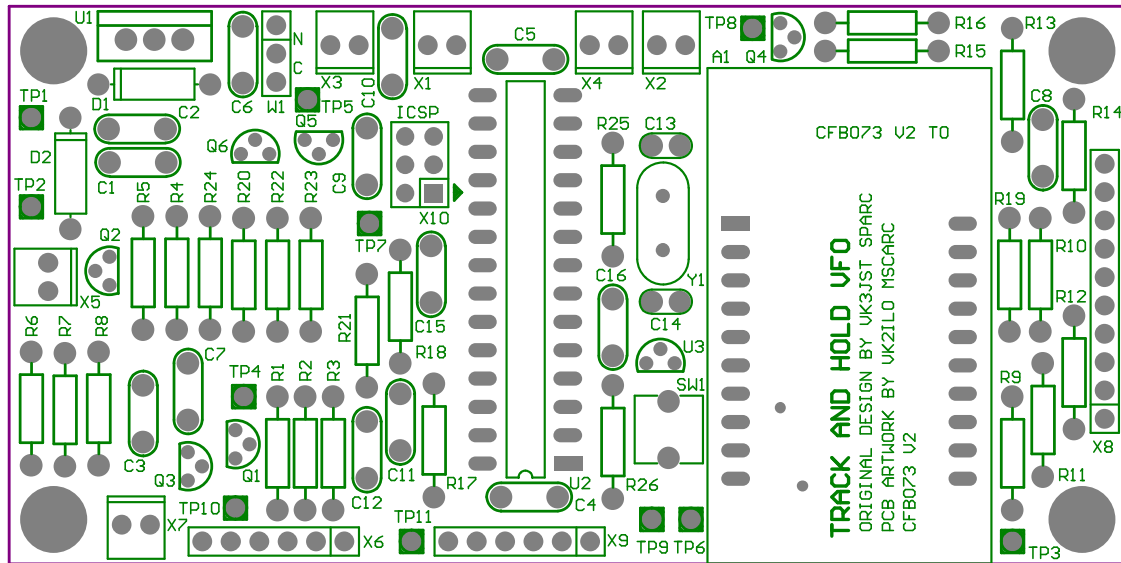 U1
N
C
W1
X3
X1
C10
C5
X4
X2
TP8
Q4
A1
R16
R15
R13
TP1
D1
C2
C6
TP5
Q5
Q6
ICSP
R25
C13
CFB073 V2 TO
C8
R14
D2
C1
TP2
R5
R4
R24
R20
R22
R23
C9
X10
TP7
R19
R10
Q2
X5
C16
Y1
R12
R6
R7
R8
C7
R21
C15
R18
C14
U3
TP4
R1
R2
R3
SW1
R9
C3
Q3
Q1
C12
C11
R17
U2
C4
R26
R11
X8
TP10
X7
X6
TP11
X9
TP9
TP6
TP3
TRACK AND HOLD VFO
ORIGINAL DESIGN BY VK3JST SPARC
PCB ARTWORK BY VK2ILO MSCARC
CFB073 V2